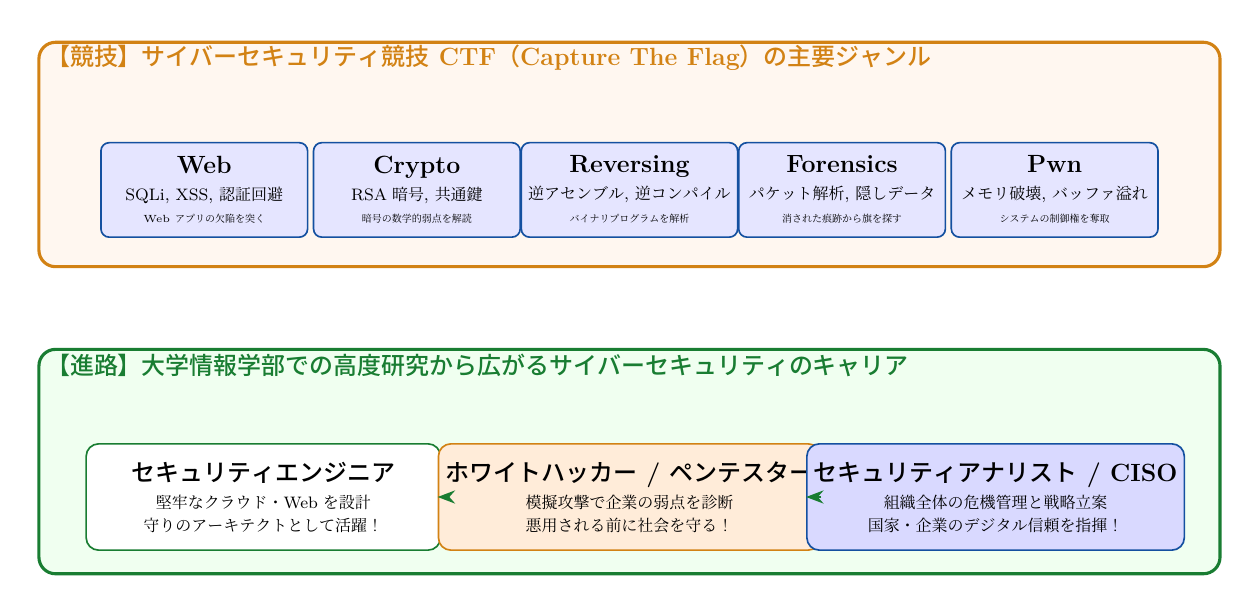 【競技】サイバーセキュリティ競技 CTF（Capture The Flag）の主要ジャンル
Web
SQLi, XSS, 認証回避
Web アプリの欠陥を突く
Crypto
RSA 暗号, 共通鍵
暗号の数学的弱点を解読
Reversing
逆アセンブル, 逆コンパイル
バイナリプログラムを解析
Forensics
パケット解析, 隠しデータ
消された痕跡から旗を探す
Pwn
メモリ破壊, バッファ溢れ
システムの制御権を奪取
【進路】大学情報学部での高度研究から広がるサイバーセキュリティのキャリア
セキュリティエンジニア
堅牢なクラウド・Web を設計
守りのアーキテクトとして活躍！
ホワイトハッカー / ペンテスター
模擬攻撃で企業の弱点を診断
悪用される前に社会を守る！
セキュリティアナリスト / CISO
組織全体の危機管理と戦略立案
国家・企業のデジタル信頼を指揮！